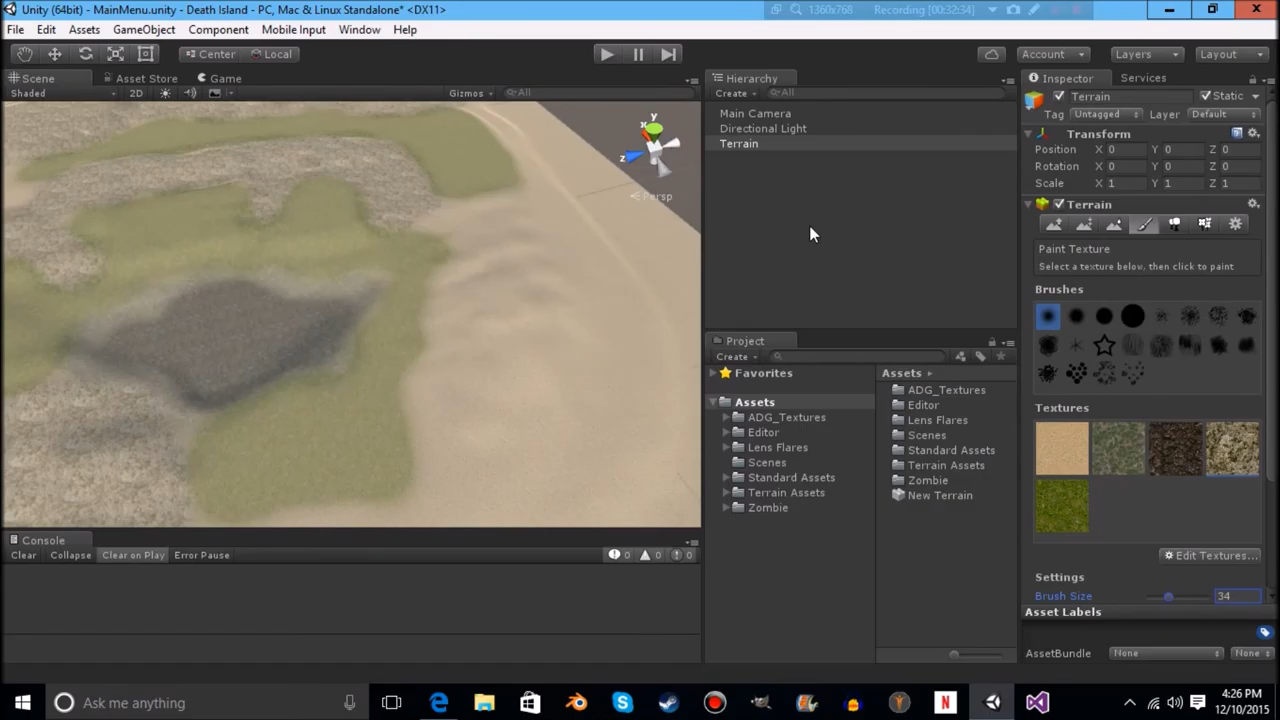 Unity (64bit) - MainMenu.unity - Death Island - PC, Mac & Linux Standalone* <DX11>
1360x768
Recording [00:32:34]
File Edit Assets GameObject Component Mobile Input Window Help
Center Local
Account Layers Layout
Scene Asset Store Game
Shaded 2D Gizmos All
y
x
z
Persp
Console
Clear Collapse Clear on Play Error Pause 0 0 0
Hierarchy
Create All
Main Camera
Directional Light
Terrain
Project
Create
Favorites
Assets
ADG_Textures
Editor
Lens Flares
Scenes
Standard Assets
Terrain Assets
Zombie
Assets
ADG_Textures
Editor
Lens Flares
Scenes
Standard Assets
Terrain Assets
Zombie
New Terrain
Inspector Services
Terrain Static
Tag Untagged Layer Default
Transform
Position X 0 Y 0 Z 0
Rotation X 0 Y 0 Z 0
Scale X 1 Y 1 Z 1
Terrain
Paint Texture
Select a texture below, then click to paint
Brushes
Textures
Edit Textures...
Settings
Brush Size 34
Asset Labels
AssetBundle None None
Ask me anything
N
4:26 PM
12/10/2015